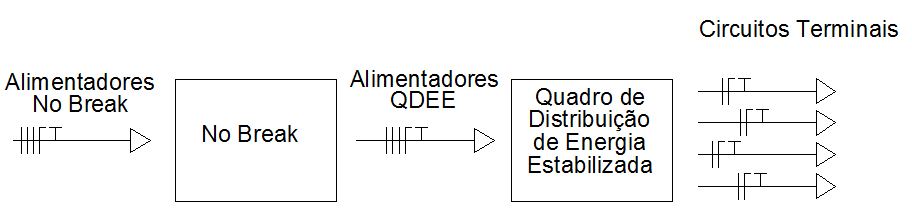 Circuitos Terminais
Alimentadores
No Break
Alimentadores
QDEE
No Break
Quadro de
Distribuição
de Energia
Estabilizada